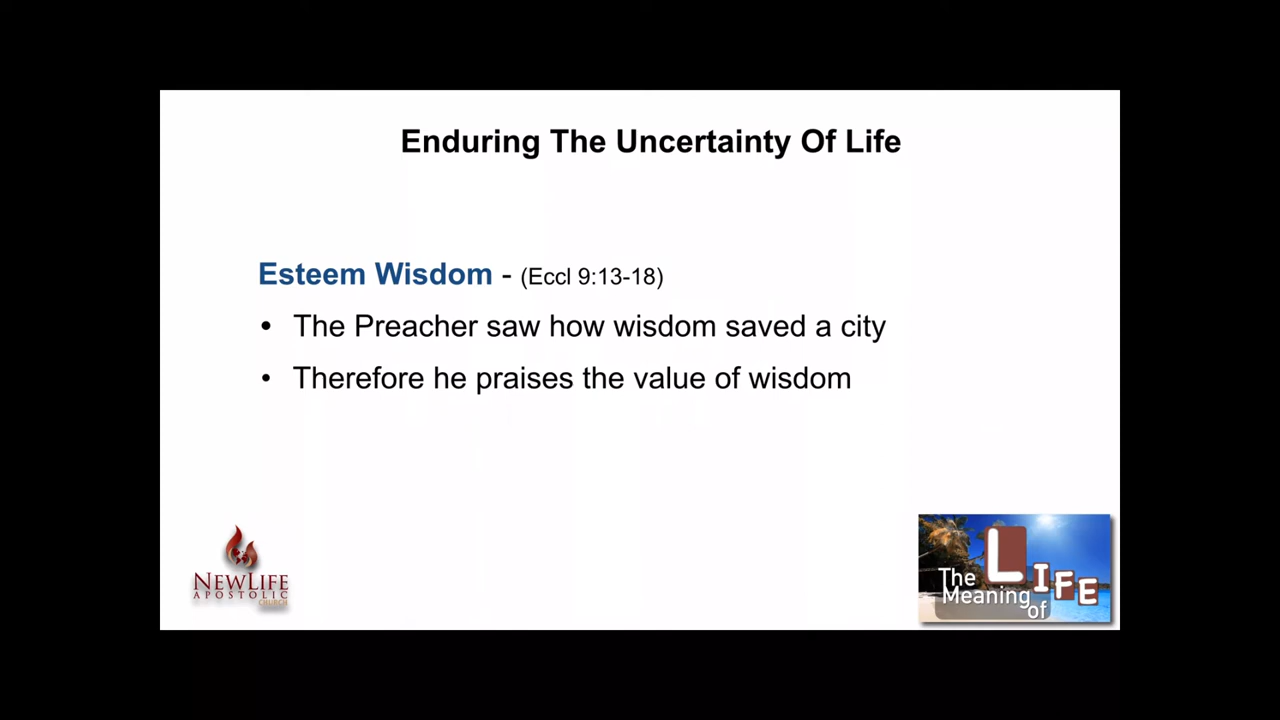 Enduring The Uncertainty Of Life
Esteem Wisdom - (Eccl 9:13-18)
• The Preacher saw how wisdom saved a city
• Therefore he praises the value of wisdom
NEWLIFE
APOSTOLIC
CHURCH
The
Meaning
of
LIFE